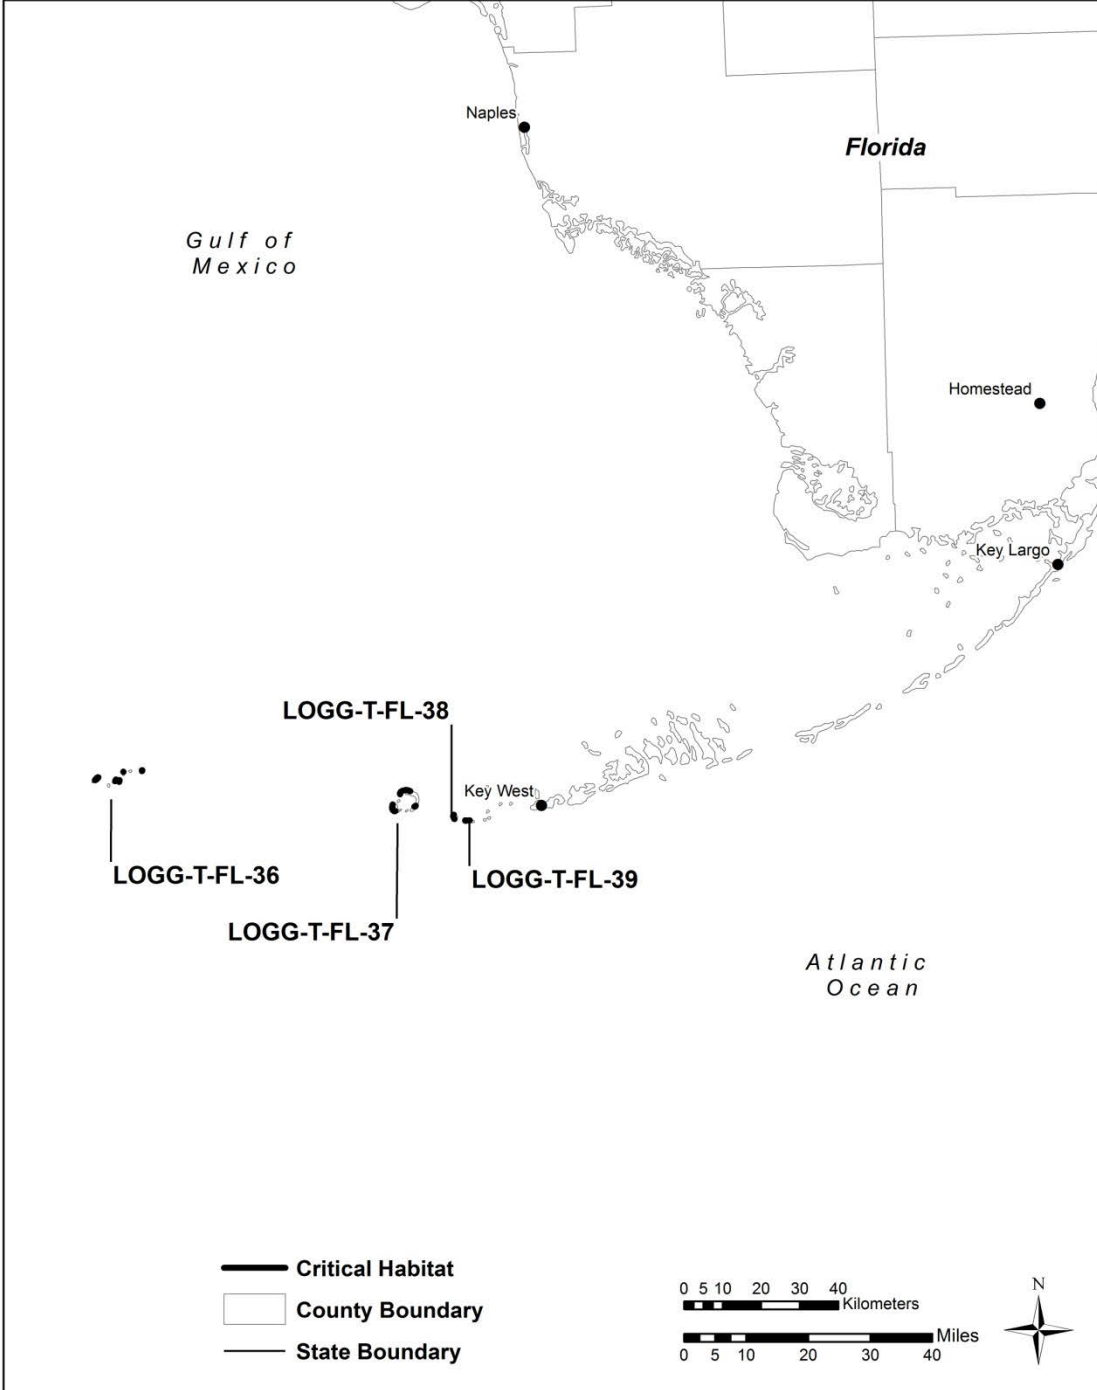 Naples
Florida
Gulf of
Mexico
Homestead
Key Largo
LOGG-T-FL-38
Key West
LOGG-T-FL-36
LOGG-T-FL-39
LOGG-T-FL-37
Atlantic
Ocean
Critical Habitat
County Boundary
State Boundary
0 5 10 20 30 40
Kilometers
Miles
0 5 10 20 30 40
N